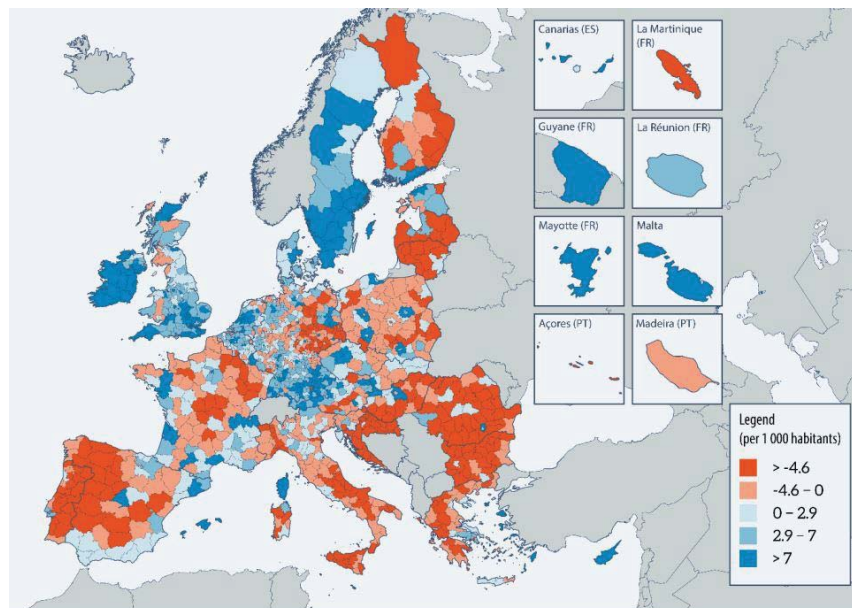 Canarias (ES)
La Martinique
(FR)
Guyane (FR)
La Réunion (FR)
Mayotte (FR)
Malta
Açores (PT)
Madeira (PT)
Legend
(per 1 000 habitants)
> -4.6
-4.6 – 0
0 – 2.9
2.9 – 7
> 7